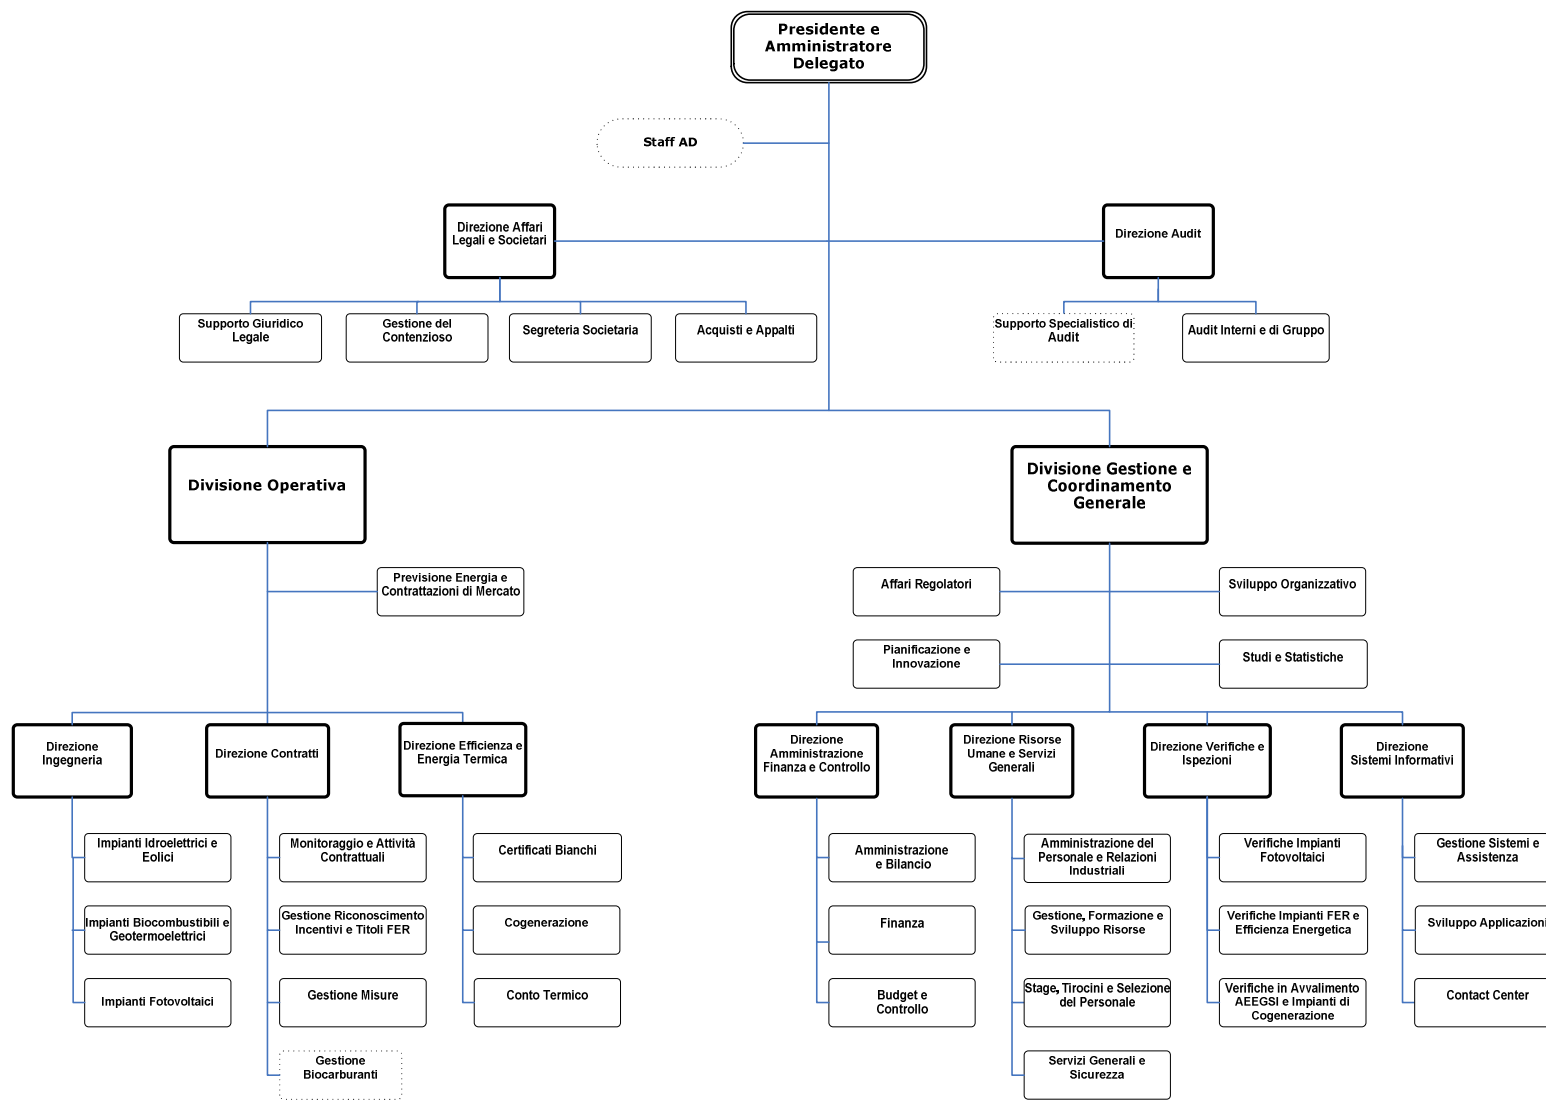 Presidente e
Amministratore
Delegato
Staff AD
Direzione Affari
Legali e Societari
Direzione Audit
Supporto Giuridico
Legale
Gestione del
Contenzioso
Segreteria Societaria
Acquisti e Appalti
Supporto Specialistico di
Audit
Audit Interni e di Gruppo
Divisione Operativa
Divisione Gestione e
Coordinamento
Generale
Previsione Energia e
Contrattazioni di Mercato
Affari Regolatori
Sviluppo Organizzativo
Pianificazione e
Innovazione
Studi e Statistiche
Direzione
Ingegneria
Direzione Contratti
Direzione Efficienza e
Energia Termica
Direzione
Amministrazione
Finanza e Controllo
Direzione Risorse
Umane e Servizi
Generali
Direzione Verifiche e
Ispezioni
Direzione
Sistemi Informativi
Impianti Idroelettrici e
Eolici
Monitoraggio e Attività
Contrattuali
Certificati Bianchi
Amministrazione
e Bilancio
Amministrazione del
Personale e Relazioni
Industriali
Verifiche Impianti
Fotovoltaici
Gestione Sistemi e
Assistenza
Impianti Biocombustibili e
Geotermoelettrici
Gestione Riconoscimento
Incentivi e Titoli FER
Cogenerazione
Finanza
Gestione, Formazione e
Sviluppo Risorse
Verifiche Impianti FER e
Efficienza Energetica
Sviluppo Applicazioni
Impianti Fotovoltaici
Gestione Misure
Conto Termico
Budget e
Controllo
Stage, Tirocini e Selezione
del Personale
Verifiche in Avvalimento
AEEGSI e Impianti di
Cogenerazione
Contact Center
Gestione
Biocarburanti
Servizi Generali e
Sicurezza